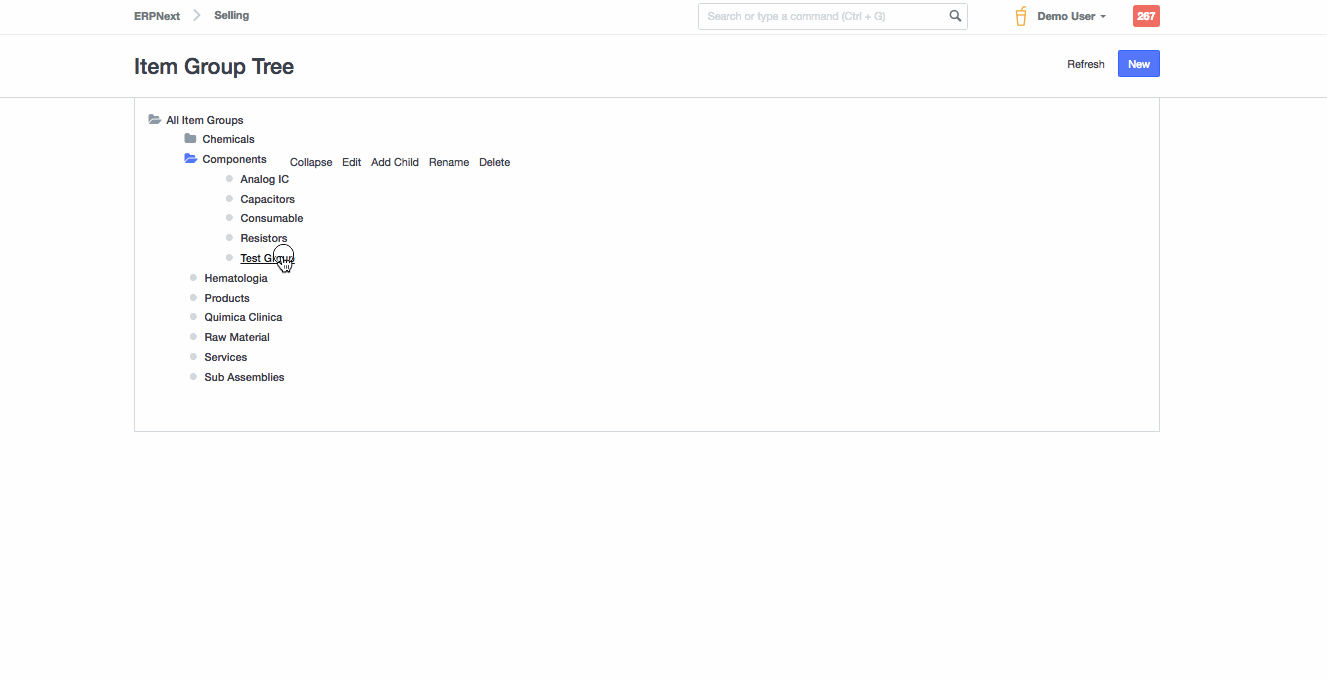 ERPNext Selling Search or type a command (Ctrl + G) Demo User 267
Item Group Tree Refresh New
All Item Groups
Chemicals
Components Collapse Edit Add Child Rename Delete
Analog IC
Capacitors
Consumable
Resistors
Test Group
Hematologia
Products
Quimica Clinica
Raw Material
Services
Sub Assemblies